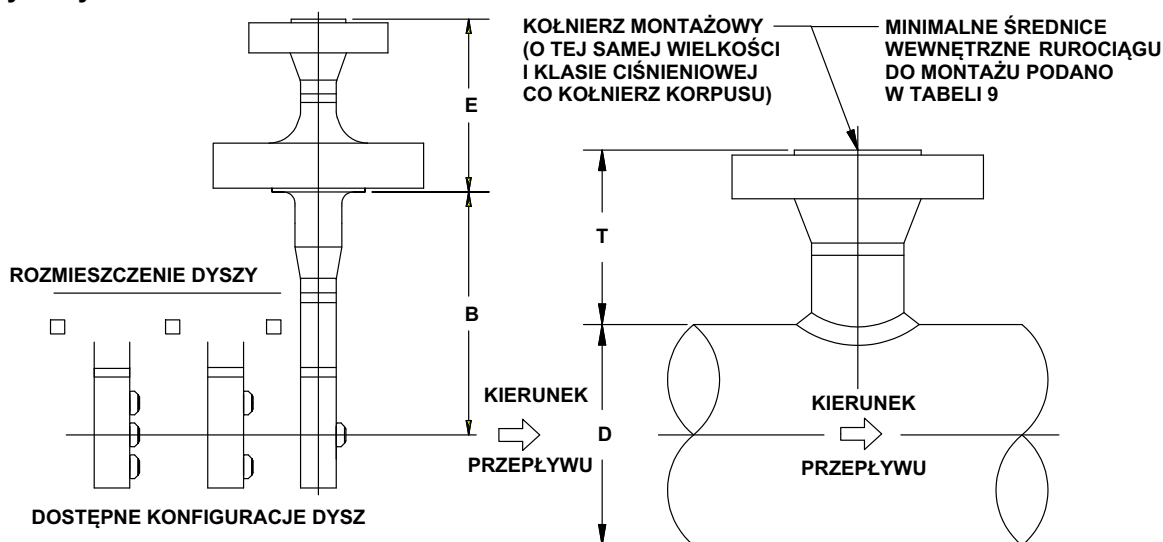 KOŁNIERZ MONTAŻOWY
(O TEJ SAMEJ WIELKOŚCI
I KLASIE CIŚNIENIOWEJ
CO KOŁNIERZ KORPUSU)
MINIMALNE ŚREDNICE
WEWNĘTRZNE RUROCIĄGU
DO MONTAŻU PODANO
W TABELI 9
E
T
ROZMIESZCZENIE DYSZY
B
KIERUNEK
PRZEPŁYWU
D
KIERUNEK
PRZEPŁYWU
DOSTĘPNE KONFIGURACJE DYSZ